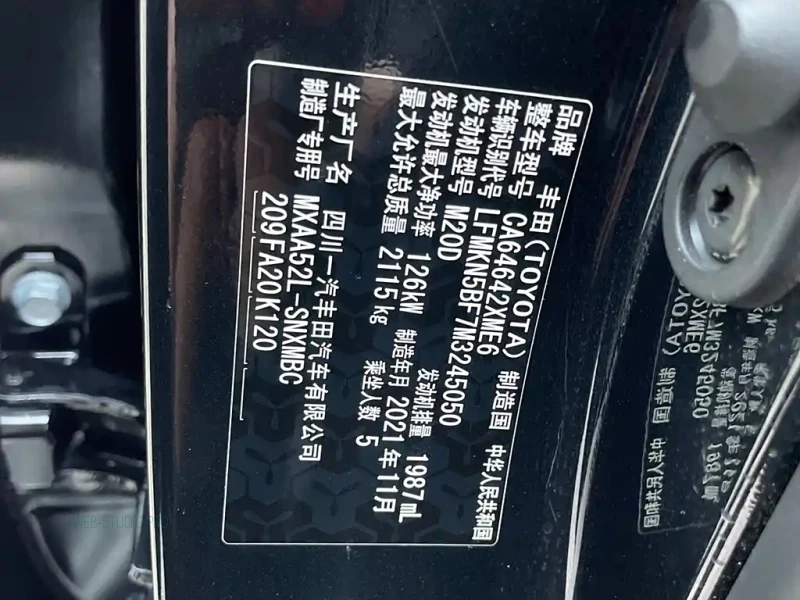 品牌 丰田(TOYOTA) 制造国 中华人民共和国
整车型号 CA64642XME6
车辆识别代号 LFMKN5BF7M3245050
发动机型号 M20D 发动机排量 1987mL
发动机最大净功率 126kW 制造年月 2021年11月
最大允许总质量 2115kg 乘坐人数 5
生产厂名 四川一汽丰田汽车有限公司
制造厂专用号 MXAA52L-SNXMBC
209FA20K120